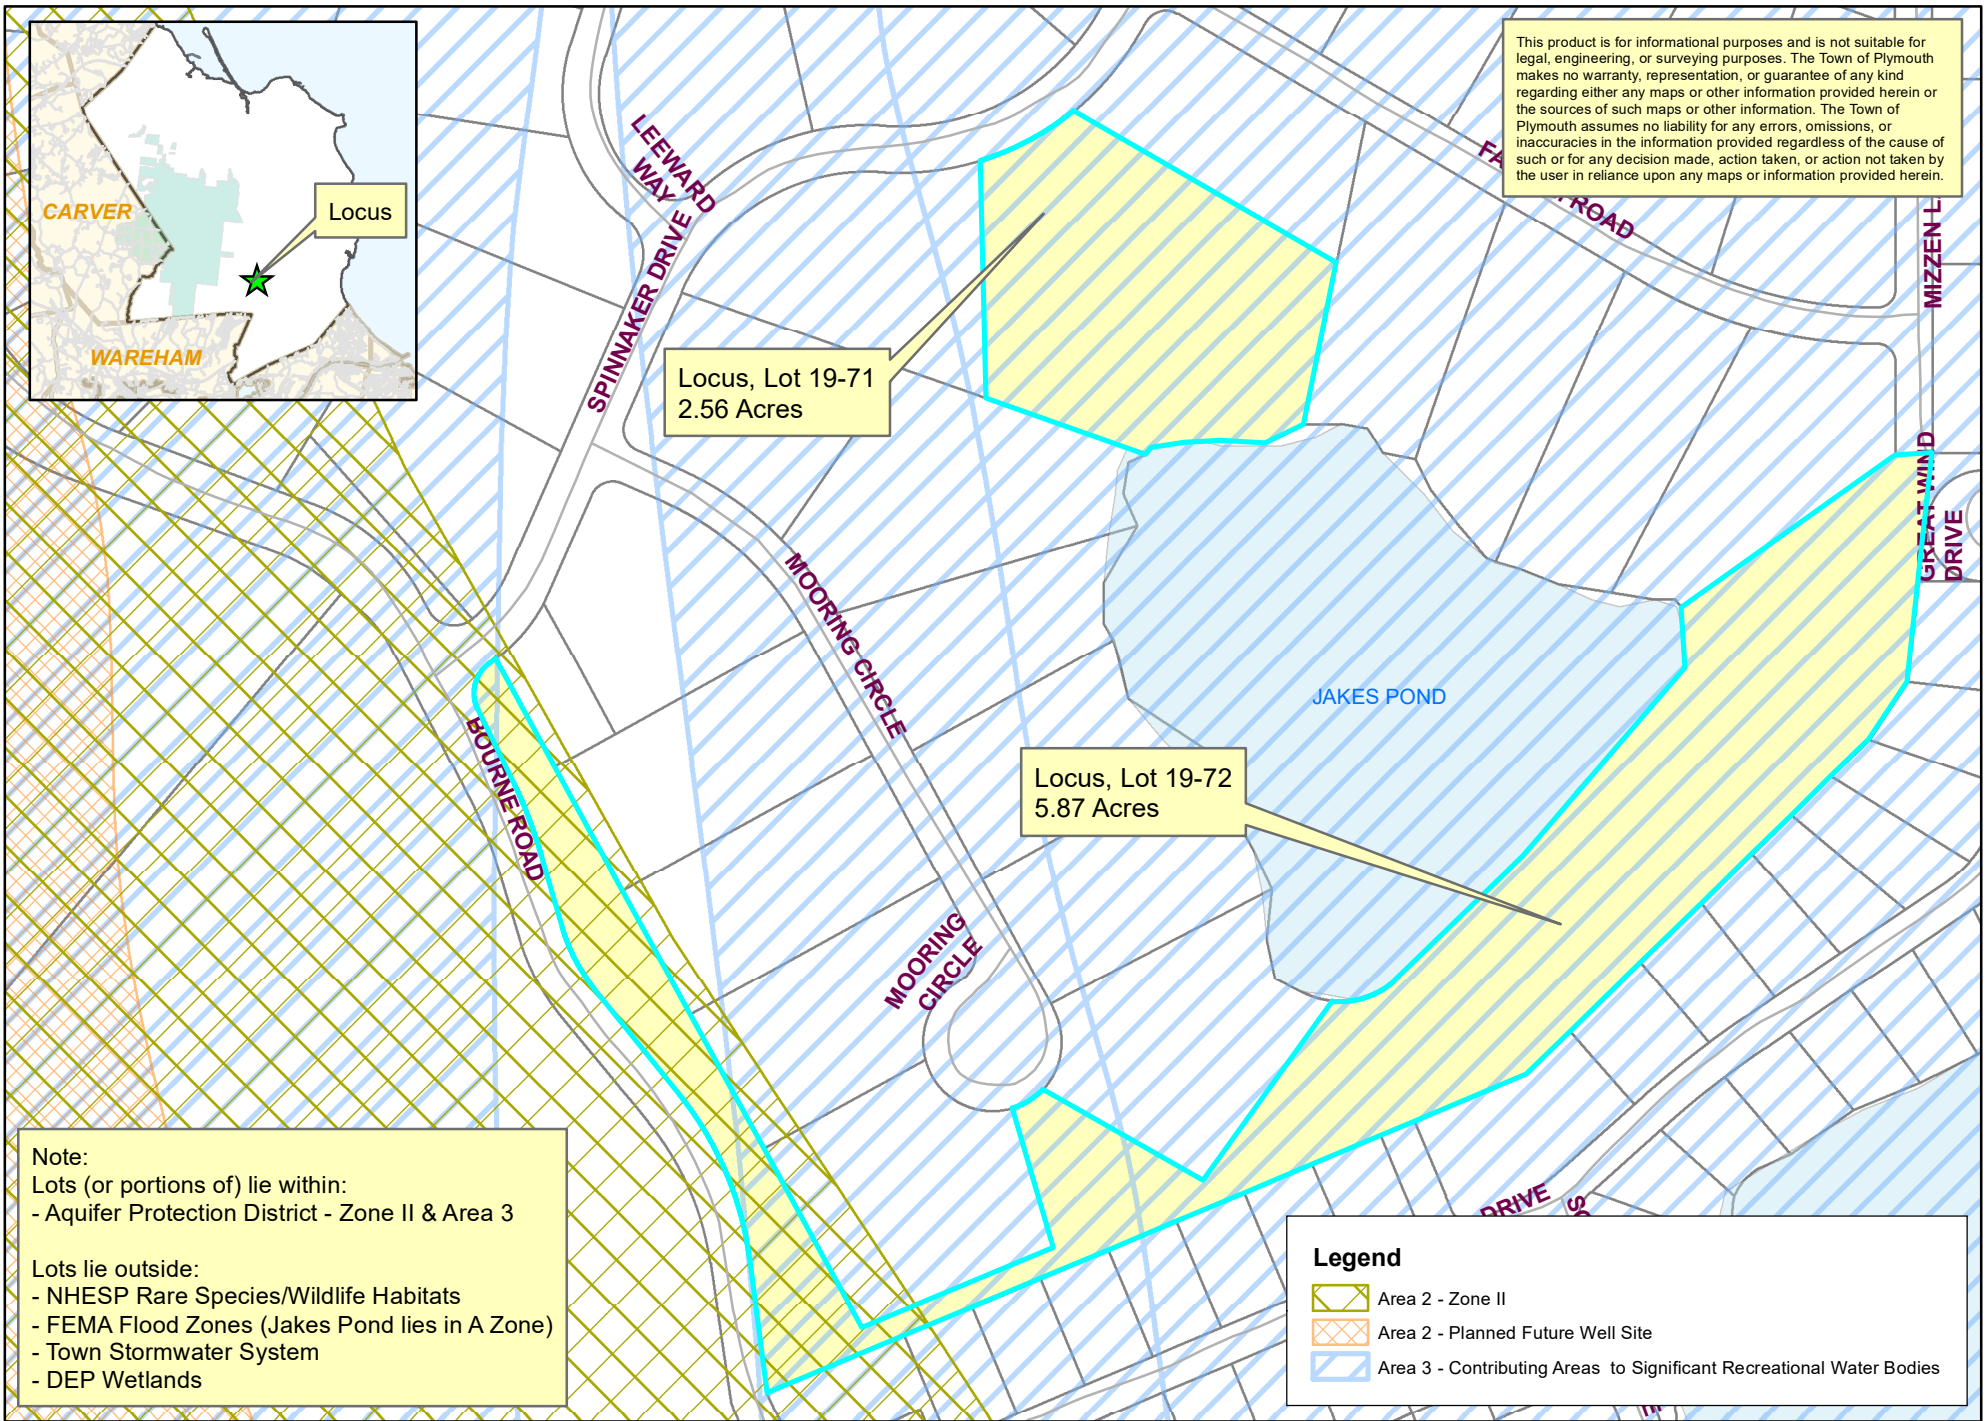 This product is for informational purposes and is not suitable for
legal, engineering, or surveying purposes. The Town of Plymouth
makes no warranty, representation, or guarantee of any kind
regarding either any maps or other information provided herein or
the sources of such maps or other information. The Town of
Plymouth assumes no liability for any errors, omissions, or
inaccuracies in the information provided regardless of the cause of
such or for any decision made, action taken, or action not taken by
the user in reliance upon any maps or information provided herein.
CARVER
Locus
WAREHAM
LEEWARD
WAY
SPINNAKER DRIVE
ROAD
MIZZEN
Locus, Lot 19-71
2.56 Acres
GREAT WIND
DRIVE
MOORING CIRCLE
JAKES POND
BOURNE ROAD
Locus, Lot 19-72
5.87 Acres
MOORING
CIRCLE
DRIVE
Note:
Lots (or portions of) lie within:
- Aquifer Protection District - Zone II & Area 3
Lots lie outside:
- NHESP Rare Species/Wildlife Habitats
- FEMA Flood Zones (Jakes Pond lies in A Zone)
- Town Stormwater System
- DEP Wetlands
Legend
Area 2 - Zone II
Area 2 - Planned Future Well Site
Area 3 - Contributing Areas to Significant Recreational Water Bodies